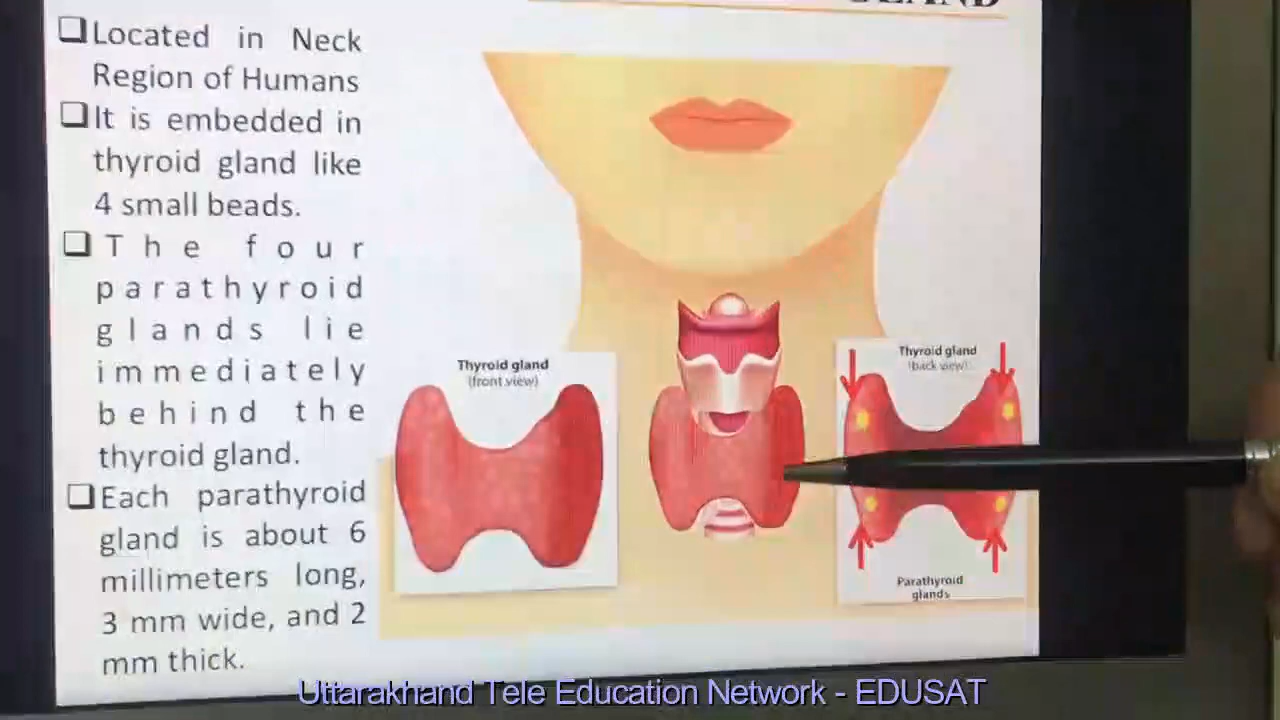 ❑Located in Neck
Region of Humans
❑It is embedded in
thyroid gland like
4 small beads.
❑The four
parathyroid
glands lie
immediately
behind the
thyroid gland.
❑Each parathyroid
gland is about 6
millimeters long,
3 mm wide, and 2
mm thick.
Thyroid gland
(front view)
Thyroid gland
(back view)
Parathyroid
glands
Uttarakhand Tele Education Network - EDUSAT